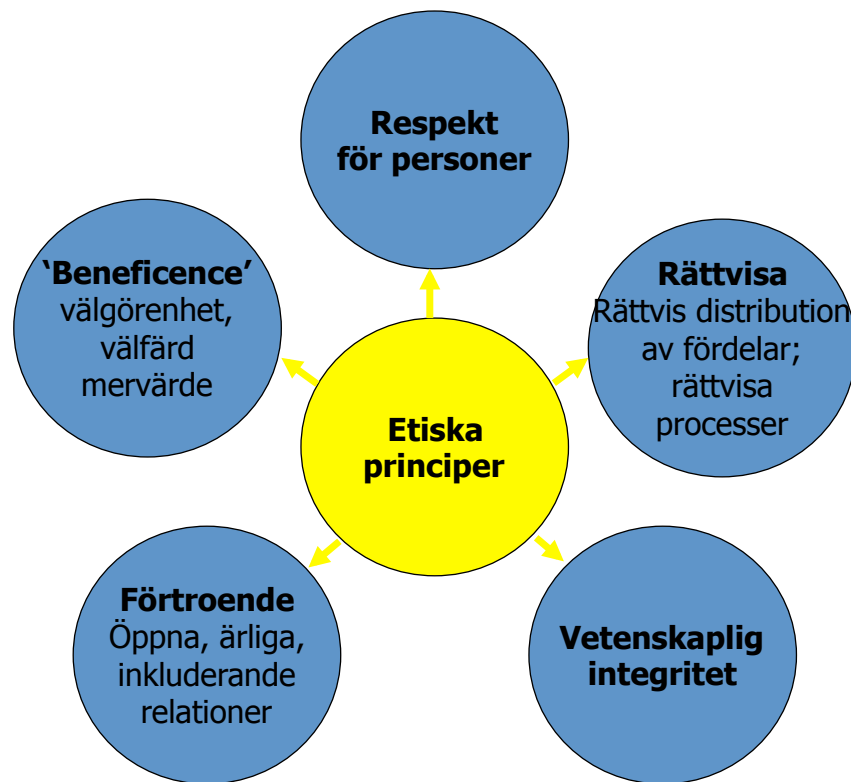 Respekt
för personer
‘Beneficence’
välgörenhet,
välfärd
mervärde
Rättvisa
Rättvis distribution
av fördelar;
rättvisa
processer
Etiska
principer
Förtroende
Öppna, ärliga,
inkluderande
relationer
Vetenskaplig
integritet